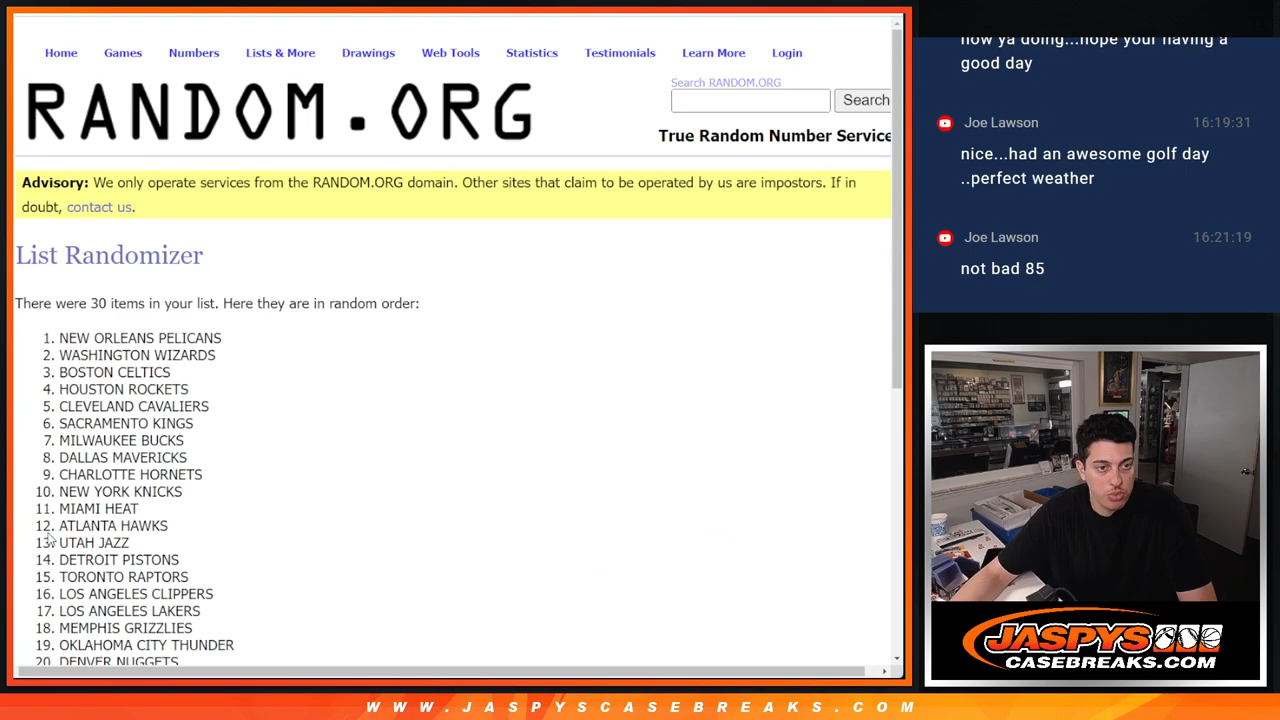 Home Games Numbers Lists & More Drawings Web Tools Statistics Testimonials Learn More Login
Search RANDOM.ORG
RANDOM.ORG
Search
True Random Number Service
Advisory: We only operate services from the RANDOM.ORG domain. Other sites that claim to be operated by us are impostors. If in
doubt, contact us.
List Randomizer
There were 30 items in your list. Here they are in random order:
1. NEW ORLEANS PELICANS
2. WASHINGTON WIZARDS
3. BOSTON CELTICS
4. HOUSTON ROCKETS
5. CLEVELAND CAVALIERS
6. SACRAMENTO KINGS
7. MILWAUKEE BUCKS
8. DALLAS MAVERICKS
9. CHARLOTTE HORNETS
10. NEW YORK KNICKS
11. MIAMI HEAT
12. ATLANTA HAWKS
13. UTAH JAZZ
14. DETROIT PISTONS
15. TORONTO RAPTORS
16. LOS ANGELES CLIPPERS
17. LOS ANGELES LAKERS
18. MEMPHIS GRIZZLIES
19. OKLAHOMA CITY THUNDER
20. DENVER NUGGETS
how ya doing...hope your having a
good day
Joe Lawson 16:19:31
nice...had an awesome golf day
..perfect weather
Joe Lawson 16:21:19
not bad 85
JASPYS
CASEBREAKS.COM
WWW.JASPYSCASEBREAKS.COM